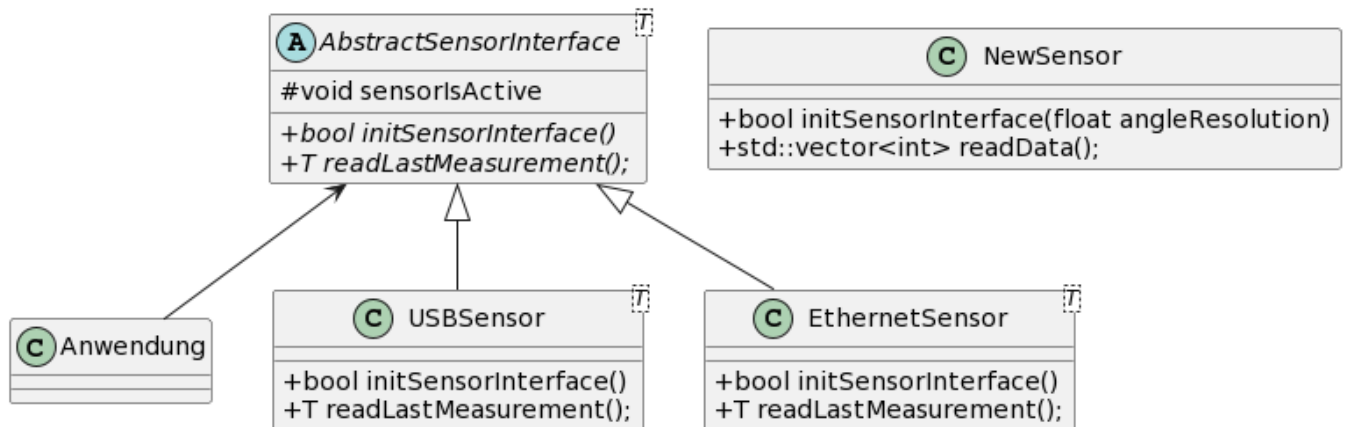 T
A AbstractSensorInterface
#void sensorIsActive
+bool initSensorInterface()
+T readLastMeasurement();
C NewSensor
+bool initSensorInterface(float angleResolution)
+std::vector<int> readData();
C Anwendung
T
C USBSensor
+bool initSensorInterface()
+T readLastMeasurement();
T
C EthernetSensor
+bool initSensorInterface()
+T readLastMeasurement();